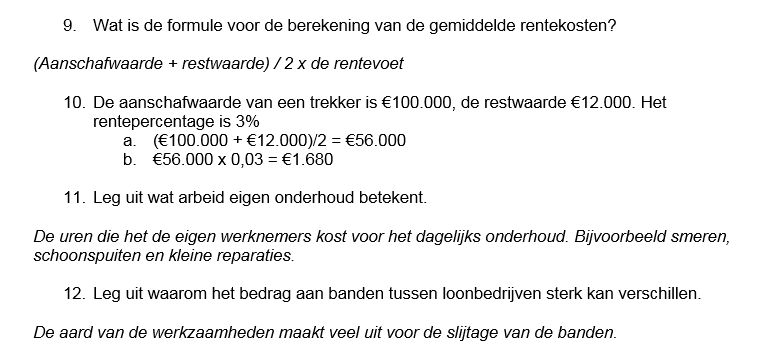 9. Wat is de formule voor de berekening van de gemiddelde rentekosten?
(Aanschafwaarde + restwaarde) / 2 x de rentevoet
10. De aanschafwaarde van een trekker is €100.000, de restwaarde €12.000. Het
rentepercentage is 3%
a. (€100.000 + €12.000)/2 = €56.000
b. €56.000 x 0,03 = €1.680
11. Leg uit wat arbeid eigen onderhoud betekent.
De uren die het de eigen werknemers kost voor het dagelijks onderhoud. Bijvoorbeeld smeren,
schoonspuiten en kleine reparaties.
12. Leg uit waarom het bedrag aan banden tussen loonbedrijven sterk kan verschillen.
De aard van de werkzaamheden maakt veel uit voor de slijtage van de banden.